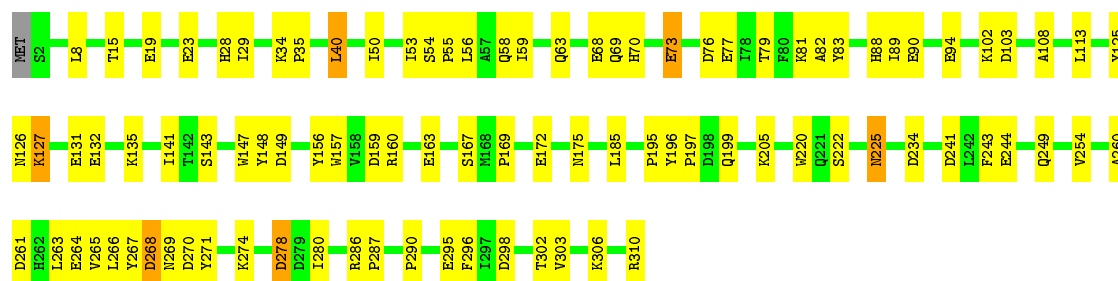 MET S2 L8 T15 E19 E23 H28 I29 K34 P35 L40 I50 I53 S54 P55 L56 A57 Q58 I59 Q63 E68 Q69 H70 E73 D76 E77 I78 T79 F80 K81 A82 Y83 H88 I89 E90 E94 K102 D103 A108 L113 Y125
N126 K127 E131 E132 K135 I141 T142 S143 W147 Y148 D149 Y156 W157 V158 D159 R160 E163 S167 M168 P169 E172 N175 L185 P195 Y196 P197 D198 Q199 K205 W220 Q221 S222 N225 D234 D241 L242 F243 E244 Q249 V254 A260
D261 H262 L263 E264 V265 L266 Y267 D268 N269 D270 Y271 K274 D278 D279 I280 R286 P287 P290 E295 F296 I297 D298 T302 V303 K306 R310